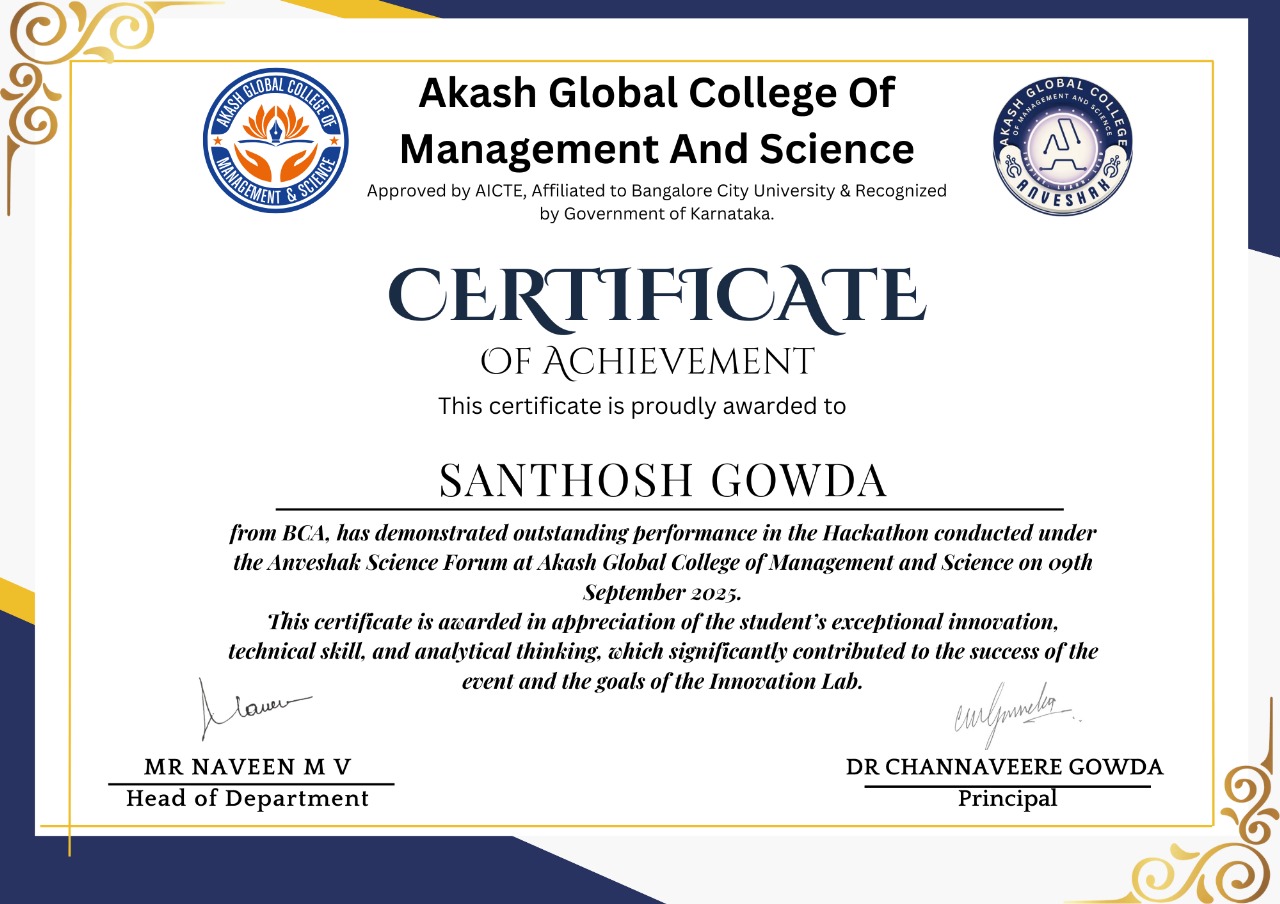 Akash Global College Of
Management And Science
Approved by AICTE, Affiliated to Bangalore City University & Recognized
by Government of Karnataka.
AKASH GLOBAL COLLEGE OF
MANAGEMENT & SCIENCE
AKASH GLOBAL COLLEGE
OF MANAGEMENT AND SCIENCE
ANVESHAK
CERTIFICATE
OF ACHIEVEMENT
This certificate is proudly awarded to
SANTHOSH GOWDA
from BCA, has demonstrated outstanding performance in the Hackathon conducted under
the Anveshak Science Forum at Akash Global College of Management and Science on 09th
September 2025.
This certificate is awarded in appreciation of the student's exceptional innovation,
technical skill, and analytical thinking, which significantly contributed to the success of the
event and the goals of the Innovation Lab.
MR NAVEEN M V
Head of Department
DR CHANNAVEERE GOWDA
Principal